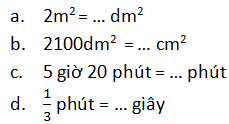 a. 2m² = ... dm²
b. 2100dm² = ... cm²
c. 5 giờ 20 phút = ... phút
d. 1/3 phút = ... giây